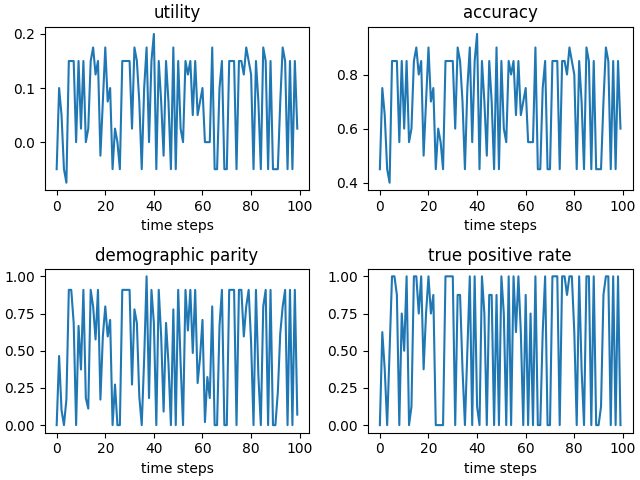 utility
accuracy
0.2
0.1
0.0
0.8
0.6
0.4
0 20 40 60 80 100
0 20 40 60 80 100
time steps
time steps
demographic parity
true positive rate
1.00
0.75
0.50
0.25
0.00
1.00
0.75
0.50
0.25
0.00
0 20 40 60 80 100
0 20 40 60 80 100
time steps
time steps